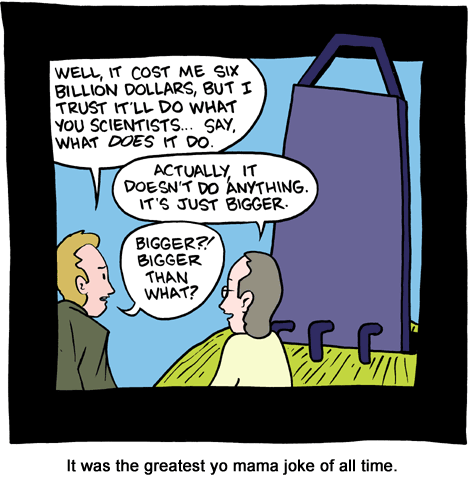 WELL, IT COST ME SIX
BILLION DOLLARS, BUT I
TRUST IT'LL DO WHAT
YOU SCIENTISTS... SAY,
WHAT DOES IT DO.
ACTUALLY, IT
DOESN'T DO ANYTHING.
IT'S JUST BIGGER.
BIGGER?!
BIGGER
THAN
WHAT?
It was the greatest yo mama joke of all time.